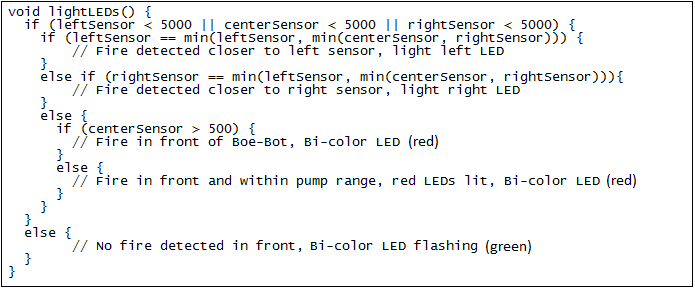 void lightLEDs() {
  if (leftSensor < 5000 || centerSensor < 5000 || rightSensor < 5000) {
    if (leftSensor == min(leftSensor, min(centerSensor, rightSensor))) {
        // Fire detected closer to left sensor, light left LED
    }
    else if (rightSensor == min(leftSensor, min(centerSensor, rightSensor))){
        // Fire detected closer to right sensor, light right LED
    }
    else {
      if (centerSensor > 500) {
        // Fire in front of Boe-Bot, Bi-color LED (red)
      }
      else {
        // Fire in front and within pump range, red LEDs lit, Bi-color LED (red)
      }
    }
  }
  else {
        // No fire detected in front, Bi-color LED flashing (green)
  }
}